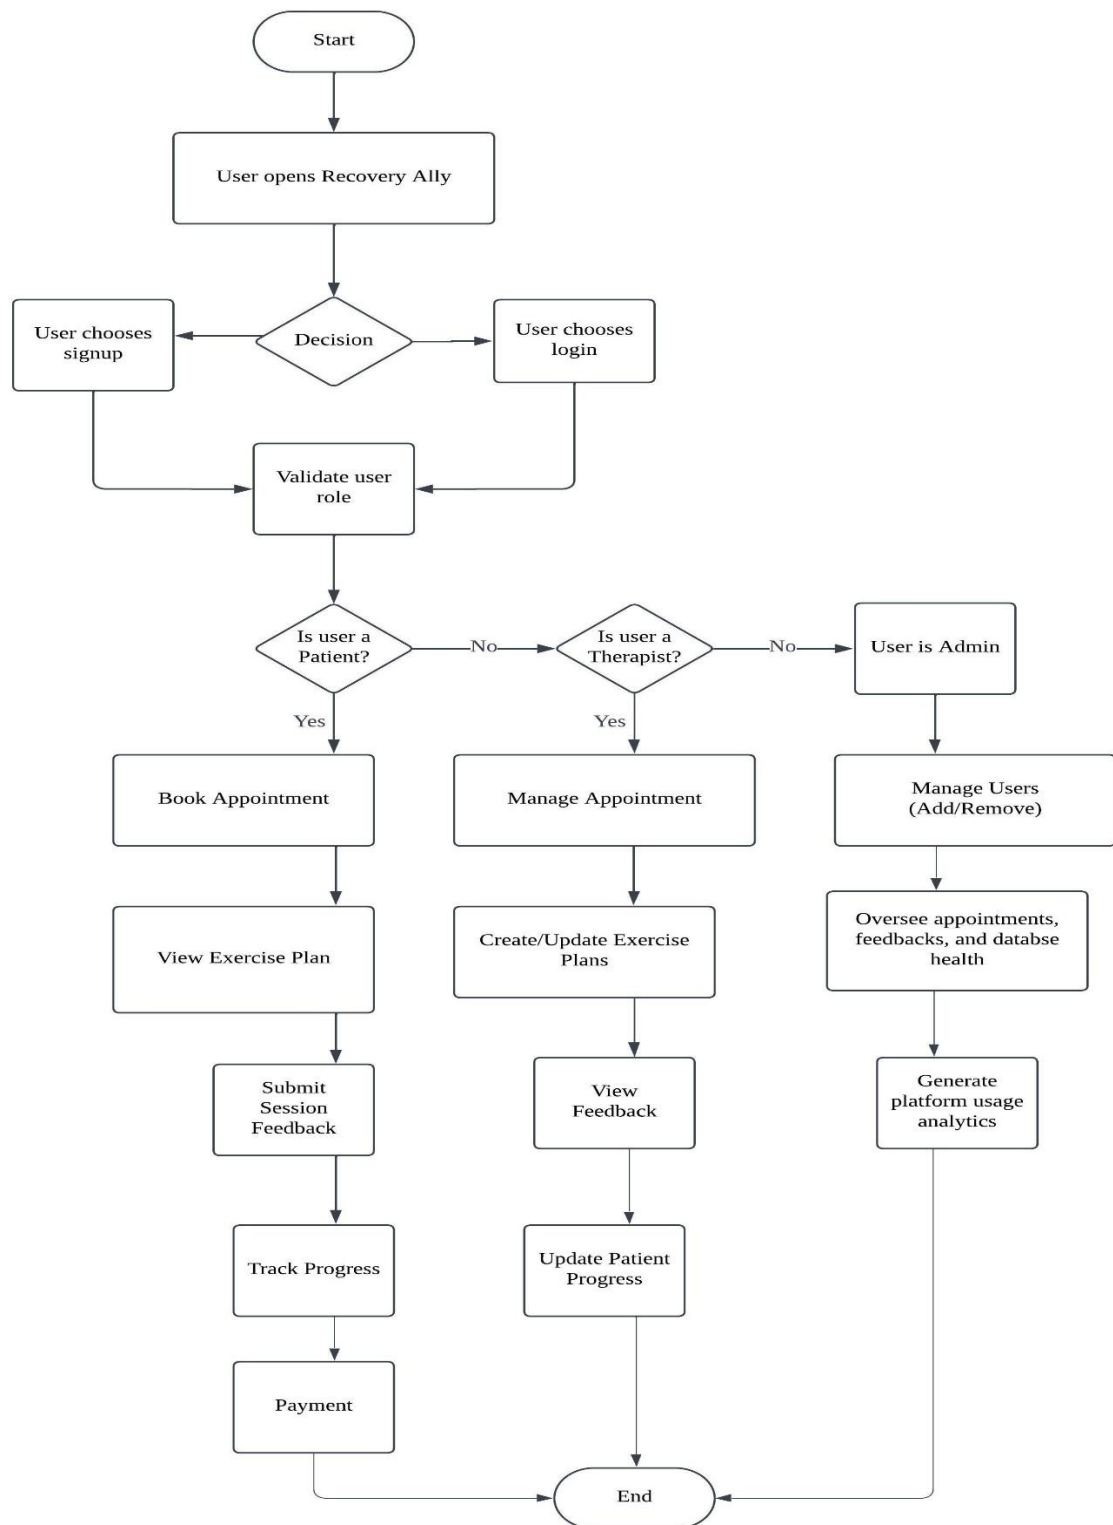 Start
User opens Recovery Ally
User chooses
signup
Decision
User chooses
login
Validate user
role
Is user a
Patient?
No
Is user a
Therapist?
No
User is Admin
Yes
Yes
Book Appointment
Manage Appointment
Manage Users
(Add/Remove)
View Exercise Plan
Create/Update Exercise
Plans
Oversee appointments,
feedbacks, and databse
health
Submit
Session
Feedback
View
Feedback
Generate
platform usage
analytics
Track Progress
Update Patient
Progress
Payment
End